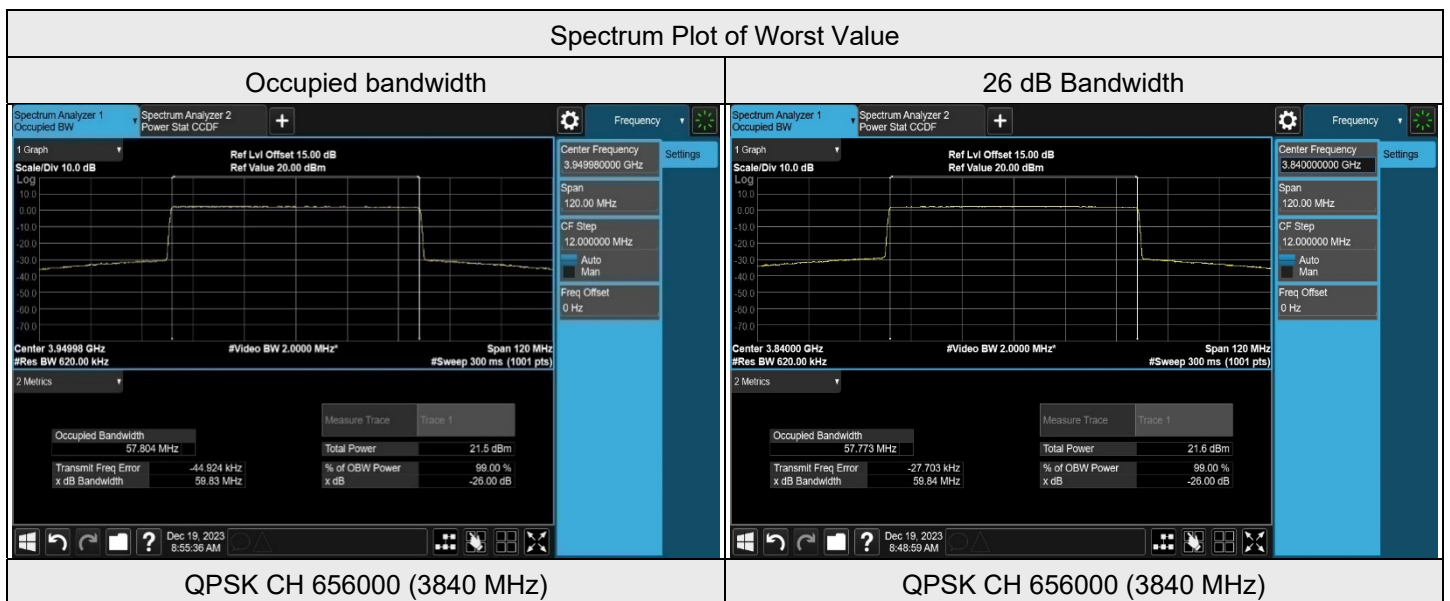 Spectrum Plot of Worst Value
Occupied bandwidth
26 dB Bandwidth
Spectrum Analyzer 1
Occupied BW
Spectrum Analyzer 2
Power Stat CCDF
+
Frequency
1 Graph
Scale/Div 10.0 dB
Ref Lvl Offset 15.00 dB
Ref Value 20.00 dBm
Log
10.0
0.00
-10.0
-20.0
-30.0
-40.0
-50.0
-60.0
-70.0
Center 3.94998 GHz
#Res BW 620.00 kHz
#Video BW 2.0000 MHz*
Span 120 MHz
#Sweep 300 ms (1001 pts)
Center Frequency
3.949980000 GHz
Settings
Span
120.00 MHz
CF Step
12.000000 MHz
Auto
Man
Freq Offset
0 Hz
2 Metrics
Measure Trace Trace 1
Occupied Bandwidth
57.804 MHz
Total Power 21.5 dBm
Transmit Freq Error -44.924 kHz
% of OBW Power 99.00 %
x dB Bandwidth 59.83 MHz
x dB -26.00 dB
?
Dec 19, 2023
8:55:36 AM
Spectrum Analyzer 1
Occupied BW
Spectrum Analyzer 2
Power Stat CCDF
+
Frequency
1 Graph
Scale/Div 10.0 dB
Ref Lvl Offset 15.00 dB
Ref Value 20.00 dBm
Log
10.0
0.00
-10.0
-20.0
-30.0
-40.0
-50.0
-60.0
-70.0
Center 3.84000 GHz
#Res BW 620.00 kHz
#Video BW 2.0000 MHz*
Span 120 MHz
#Sweep 300 ms (1001 pts)
Center Frequency
3.840000000 GHz
Settings
Span
120.00 MHz
CF Step
12.000000 MHz
Auto
Man
Freq Offset
0 Hz
2 Metrics
Measure Trace Trace 1
Occupied Bandwidth
57.773 MHz
Total Power 21.6 dBm
Transmit Freq Error -27.703 kHz
% of OBW Power 99.00 %
x dB Bandwidth 59.84 MHz
x dB -26.00 dB
?
Dec 19, 2023
8:48:59 AM
QPSK CH 656000 (3840 MHz)
QPSK CH 656000 (3840 MHz)